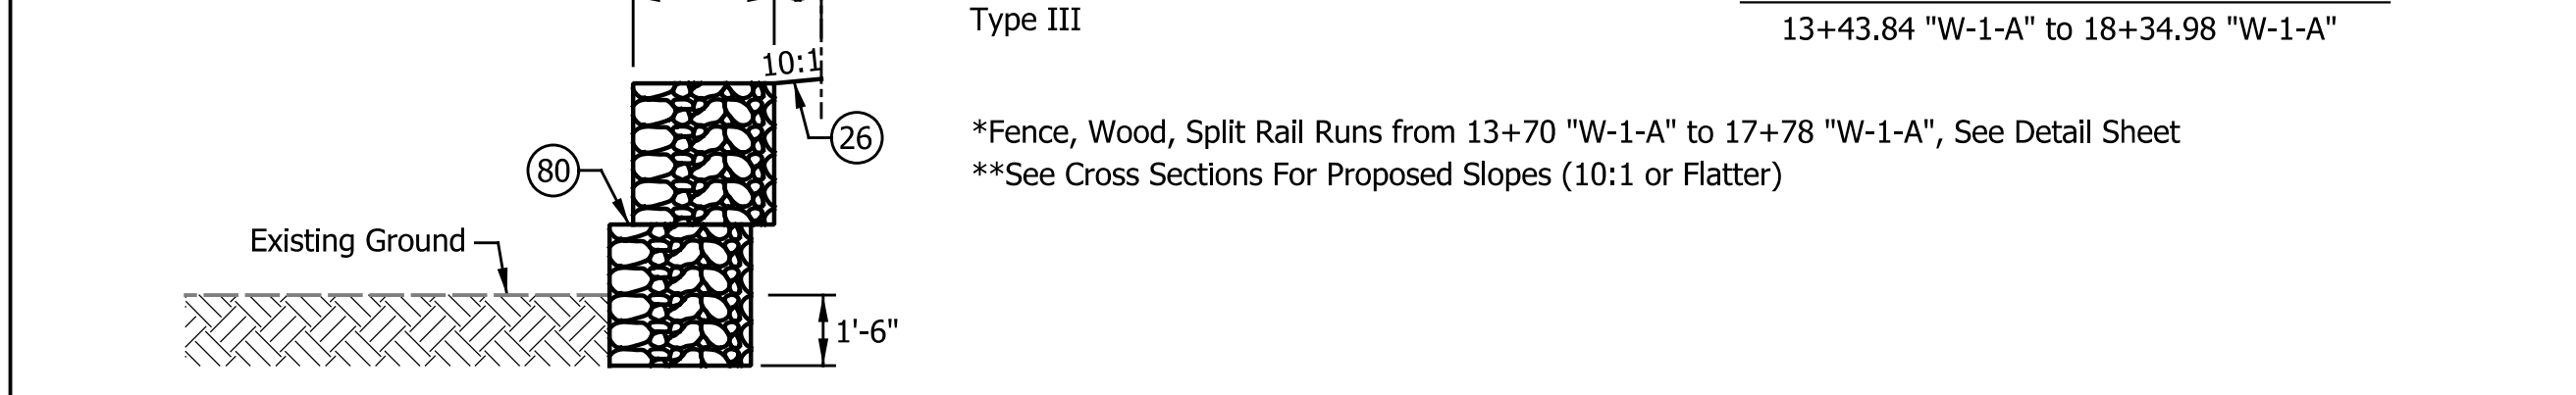 Type III
13+43.84 "W-1-A" to 18+34.98 "W-1-A"
10:1
26
*Fence, Wood, Split Rail Runs from 13+70 "W-1-A" to 17+78 "W-1-A", See Detail Sheet
**See Cross Sections For Proposed Slopes (10:1 or Flatter)
80
Existing Ground
1'-6"